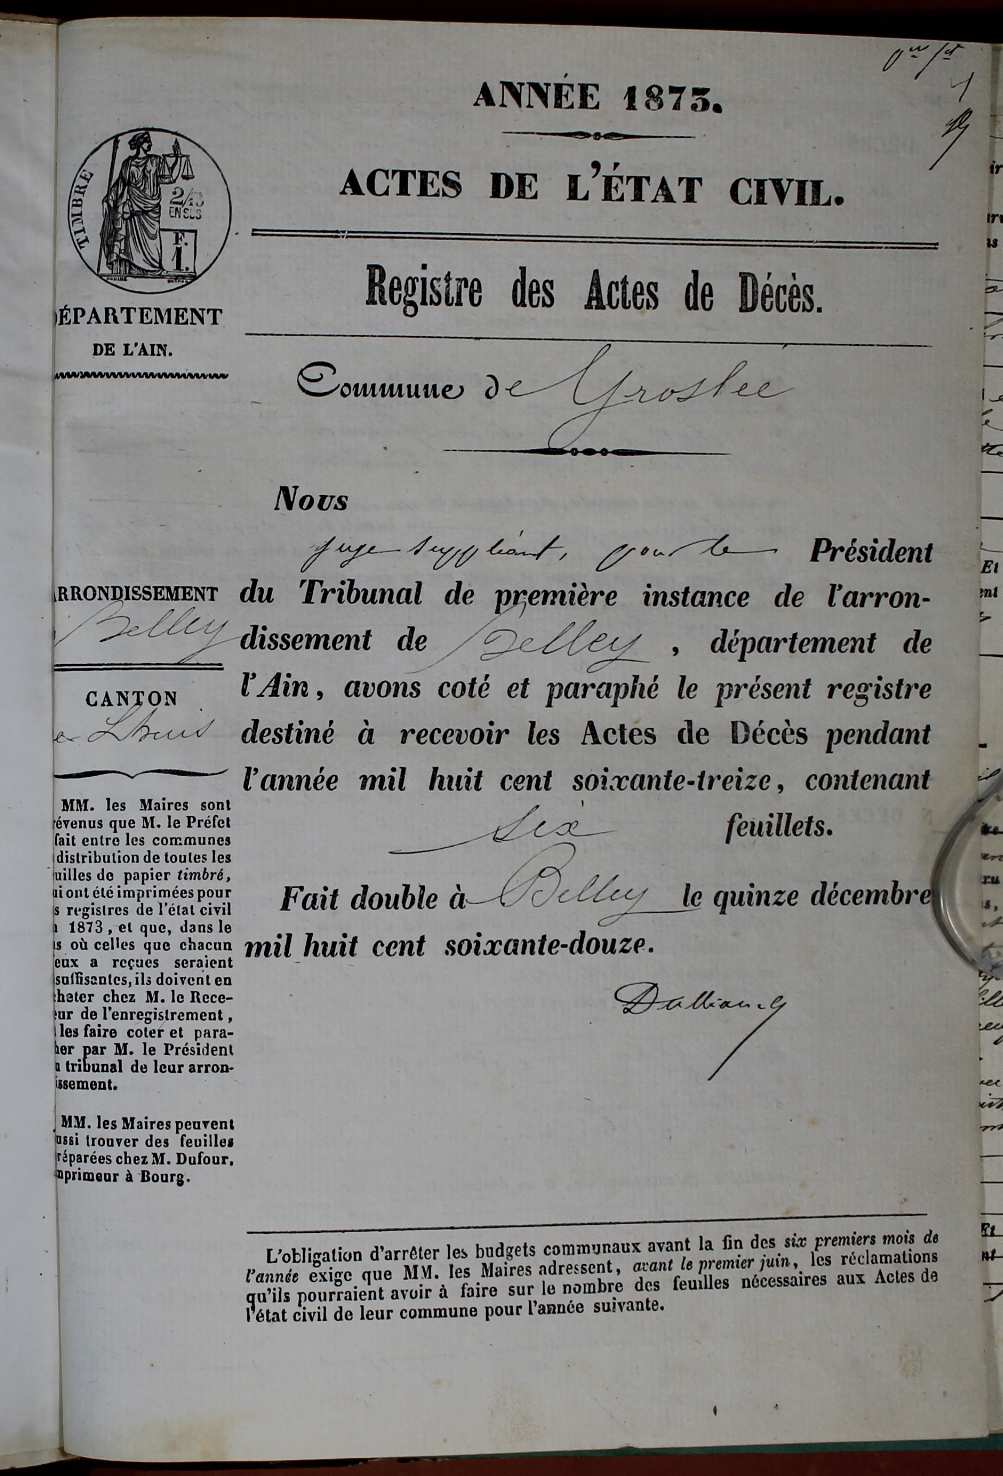 ANNÉE 1873.
ACTES DE L'ÉTAT CIVIL.
TIMBRE
2/10
EN SUS
F.
1.
ÉPARTEMENT
DE L'AIN.
Registre des Actes de Décès.
Commune de Groslée
Nous
juge suppléant, pour le Président
du Tribunal de première instance de l'arron-
dissement de Belley, département de
l'Ain, avons coté et paraphé le présent registre
destiné à recevoir les Actes de Décès pendant
l'année mil huit cent soixante-treize, contenant
six feuillets.
Fait double à Belley le quinze décembre
mil huit cent soixante-douze.
RRONDISSEMENT
Belley
CANTON
Lhuis
MM. les Maires sont
évenus que M. le Préfet
fait entre les communes
distribution de toutes les
uilles de papier timbré,
ui ont été imprimées pour
s registres de l'état civil
1873, et que, dans le
s où celles que chacun
eux a reçues seraient
suffisantes, ils doivent en
heter chez M. le Rece-
eur de l'enregistrement,
les faire coter et para-
her par M. le Président
u tribunal de leur arron-
issement.
MM. les Maires peuvent
ussi trouver des feuilles
réparées chez M. Dufour,
mprimeur à Bourg.
L'obligation d'arrêter les budgets communaux avant la fin des six premiers mois de
l'année exige que MM. les Maires adressent, avant le premier juin, les réclamations
qu'ils pourraient avoir à faire sur le nombre des feuilles nécessaires aux Actes de
l'état civil de leur commune pour l'année suivante.